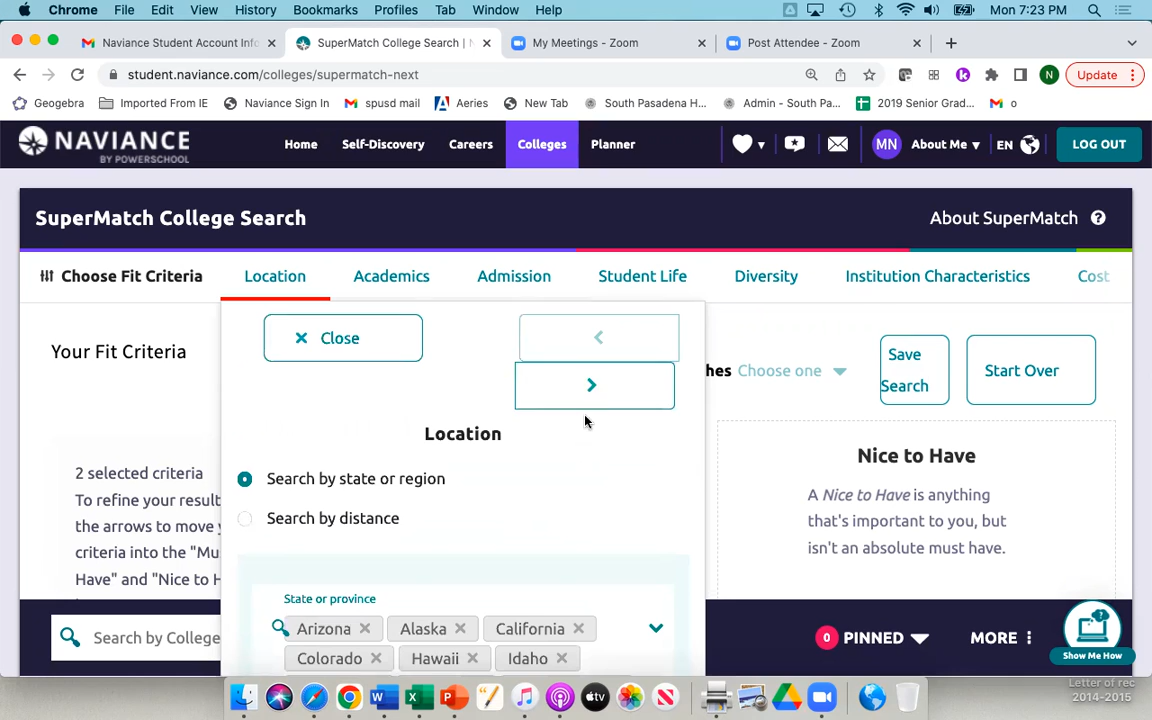 Chrome File Edit View History Bookmarks Profiles Tab Window Help Mon 7:23 PM
Naviance Student Account Info SuperMatch College Search | N My Meetings - Zoom Post Attendee - Zoom
student.naviance.com/colleges/supermatch-next Update
Geogebra Imported From IE Naviance Sign In spusd mail Aeries New Tab South Pasadena H... Admin - South Pa... 2019 Senior Grad... o
NAVIANCE
BY POWERSCHOOL
Home Self-Discovery Careers Colleges Planner MN About Me EN LOG OUT
SuperMatch College Search About SuperMatch ?
Choose Fit Criteria Location Academics Admission Student Life Diversity Institution Characteristics Cost
Close
Your Fit Criteria
hes Choose one
Save
Search
Start Over
Location
Nice to Have
2 selected criteria
To refine your result
the arrows to move y
criteria into the "Mu
Have" and "Nice to H
Search by state or region
Search by distance
A Nice to Have is anything
that's important to you, but
isn't an absolute must have.
State or province
Arizona Alaska California
Colorado Hawaii Idaho
Search by College
0 PINNED MORE
Show Me How
Letter of rec
2014-2015